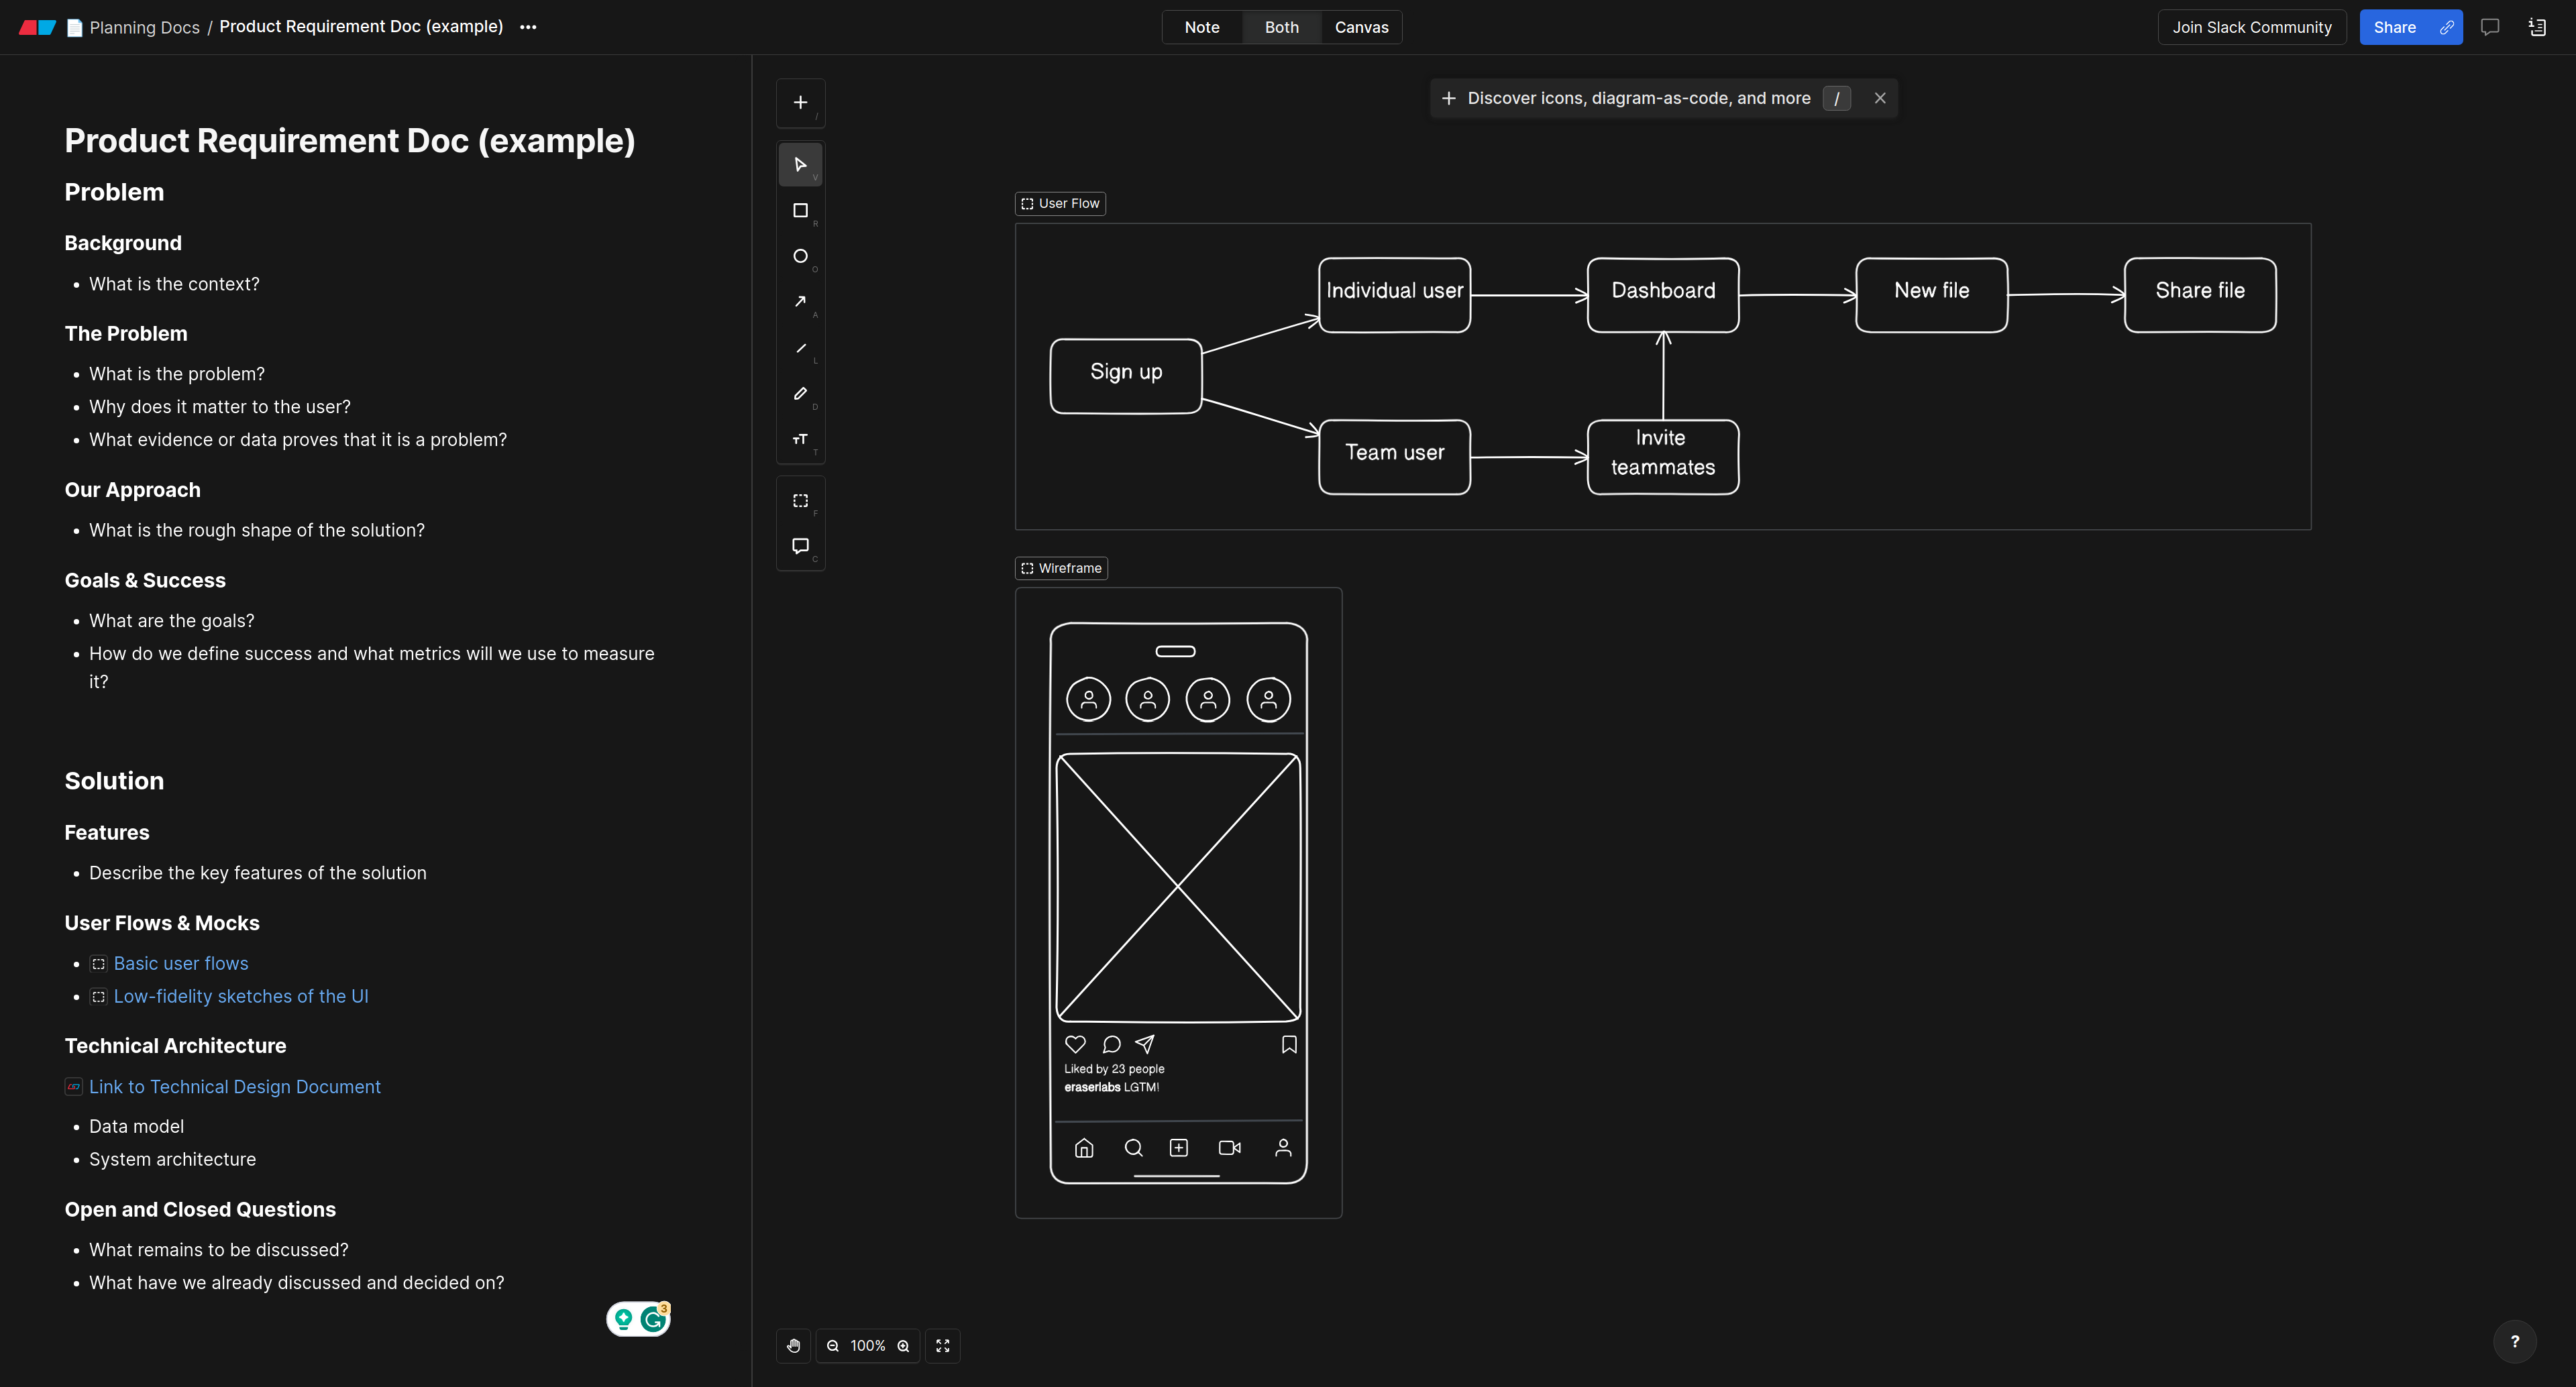 Planning Docs / Product Requirement Doc (example) •••
Note
Both
Canvas
Join Slack Community
Share
Product Requirement Doc (example)
Problem
Background
• What is the context?
The Problem
• What is the problem?
• Why does it matter to the user?
• What evidence or data proves that it is a problem?
Our Approach
• What is the rough shape of the solution?
Goals & Success
• What are the goals?
• How do we define success and what metrics will we use to measure
it?
Solution
Features
• Describe the key features of the solution
User Flows & Mocks
• Basic user flows
• Low-fidelity sketches of the UI
Technical Architecture
Link to Technical Design Document
• Data model
• System architecture
Open and Closed Questions
• What remains to be discussed?
• What have we already discussed and decided on?
3
/
V
R
O
A
L
D
TT
T
F
C
Discover icons, diagram-as-code, and more /
User Flow
Sign up
Individual user
Dashboard
New file
Share file
Team user
Invite
teammates
Wireframe
Liked by 23 people
eraserlabs LGTM!
100%
?